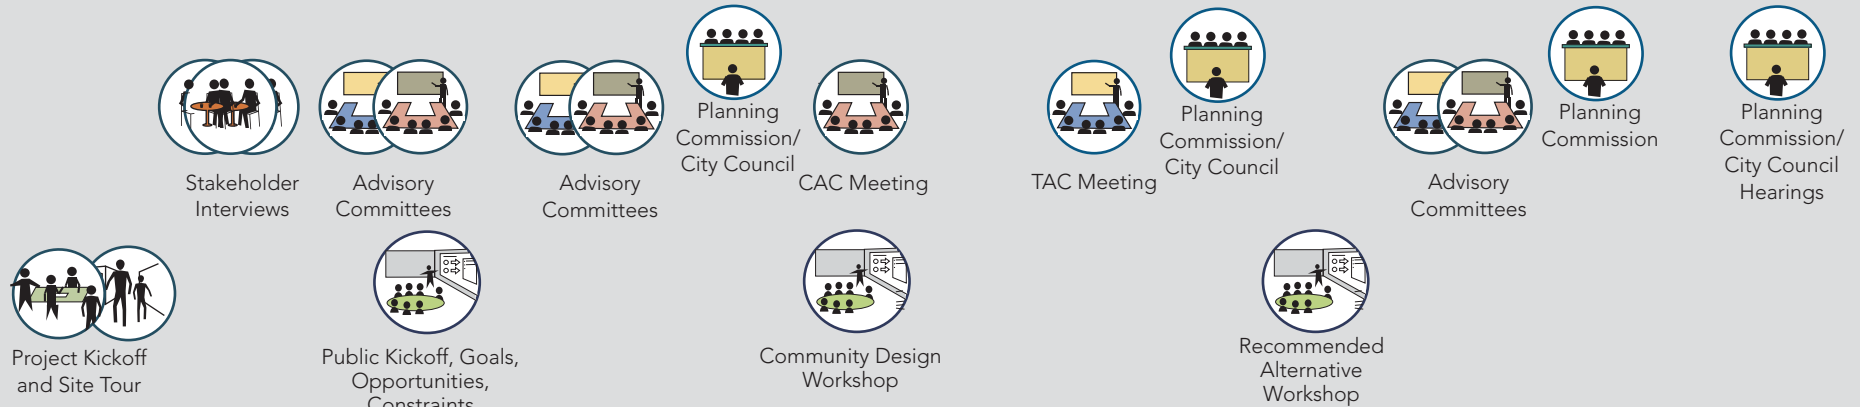 Stakeholder
Interviews
Advisory
Committees
Advisory
Committees
Planning
Commission/
City Council
CAC Meeting
TAC Meeting
Planning
Commission/
City Council
Advisory
Committees
Planning
Commission
Planning
Commission/
City Council
Hearings
Project Kickoff
and Site Tour
Public Kickoff, Goals,
Opportunities,
Constraints
Community Design
Workshop
Recommended
Alternative
Workshop